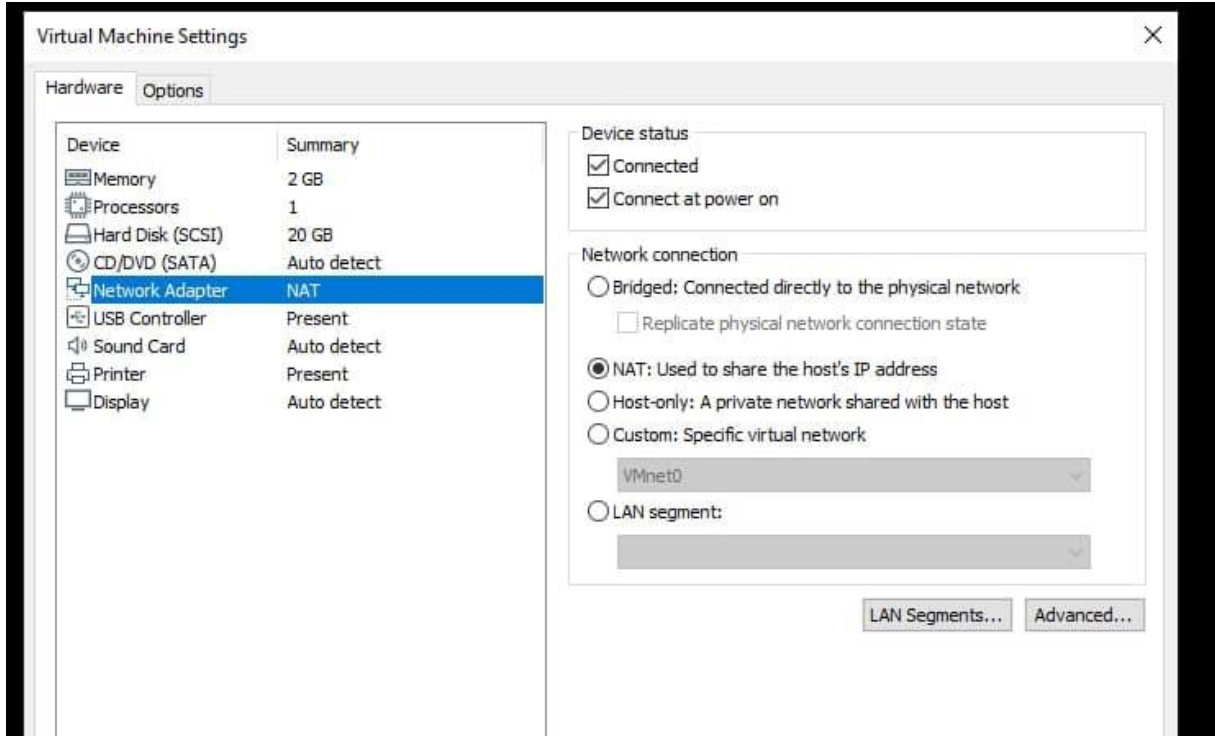 Virtual Machine Settings
Hardware Options
Device Summary
Memory 2 GB
Processors 1
Hard Disk (SCSI) 20 GB
CD/DVD (SATA) Auto detect
Network Adapter NAT
USB Controller Present
Sound Card Auto detect
Printer Present
Display Auto detect
Device status
Connected
Connect at power on
Network connection
Bridged: Connected directly to the physical network
Replicate physical network connection state
NAT: Used to share the host's IP address
Host-only: A private network shared with the host
Custom: Specific virtual network
VMnet0
LAN segment:
LAN Segments... Advanced...